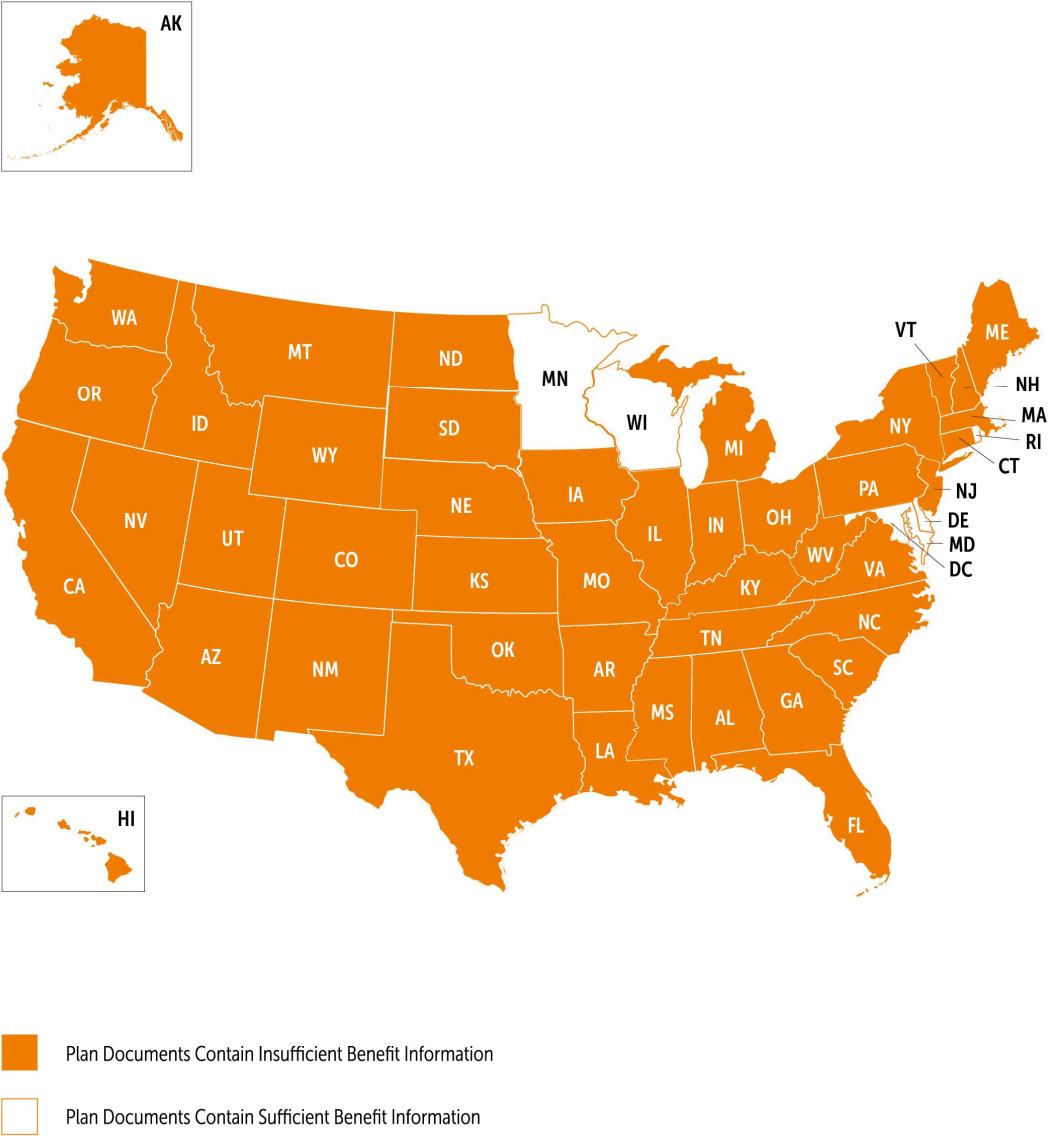 AK
WA
MT
ND
MN
VT
ME
OR
ID
WY
SD
WI
MI
NY
NH
MA
RI
CT
NV
UT
CO
NE
IA
IL
IN
OH
PA
NJ
DE
MD
DC
CA
AZ
NM
KS
MO
KY
WV
VA
OK
AR
TN
NC
SC
TX
LA
MS
AL
GA
FL
HI
Plan Documents Contain Insufficient Benefit Information
Plan Documents Contain Sufficient Benefit Information